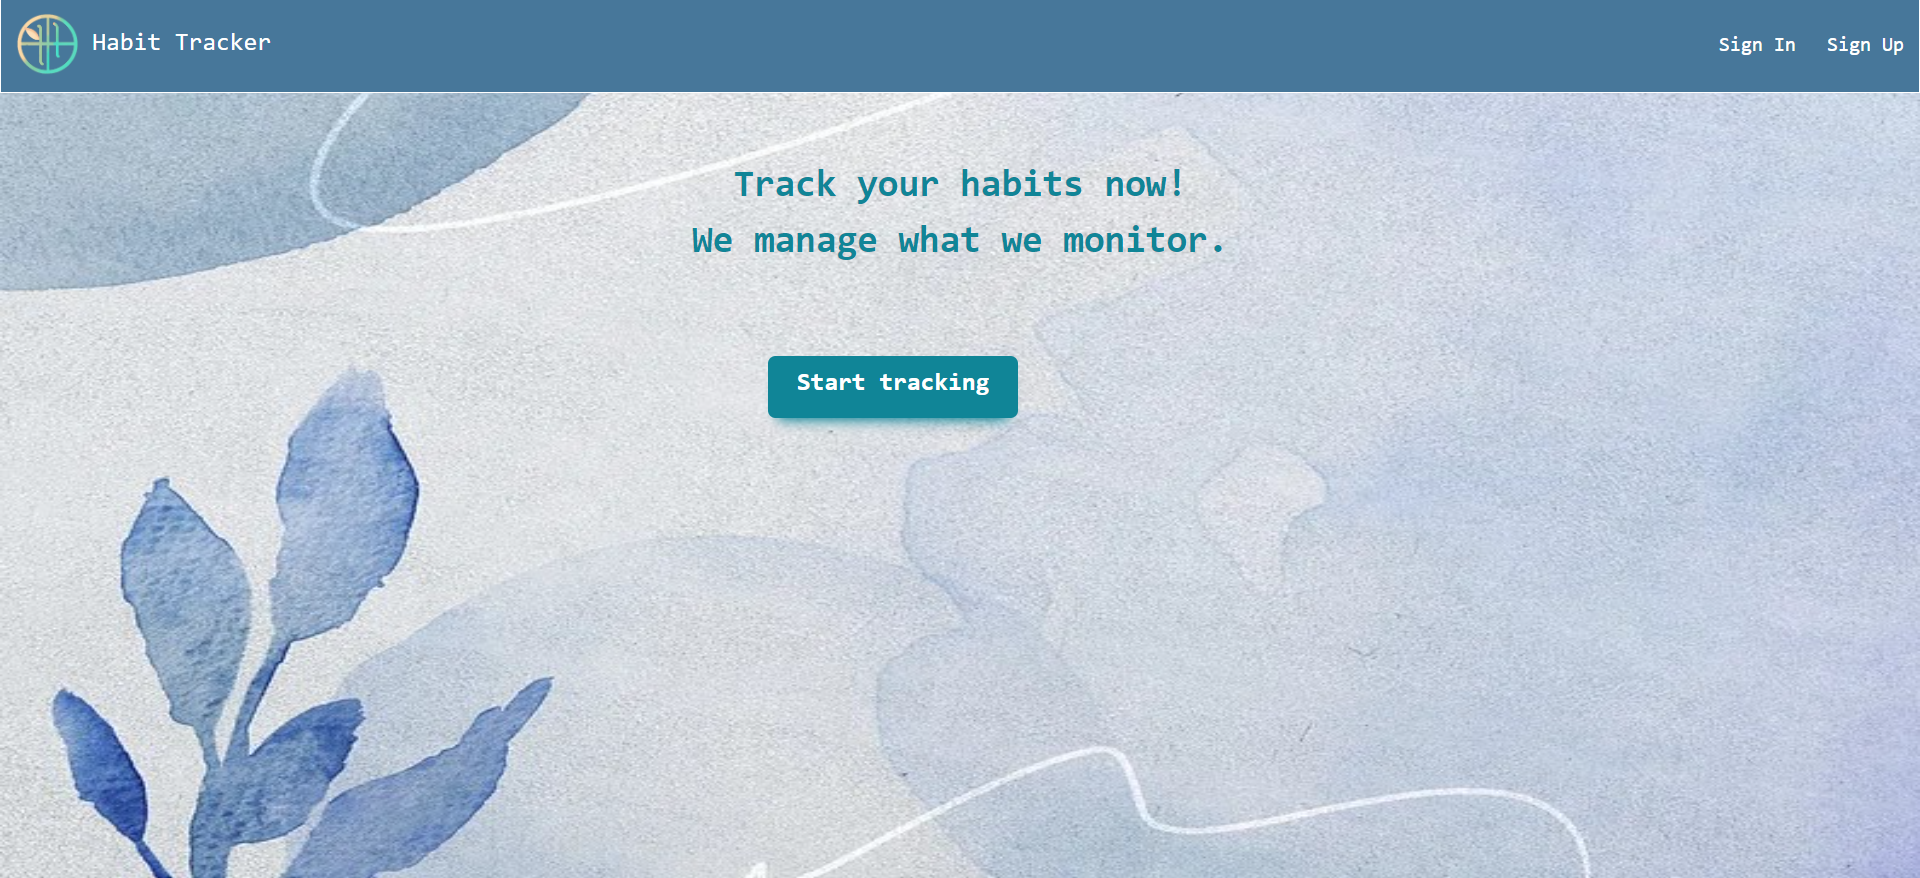 Habit Tracker
Sign In
Sign Up
Track your habits now!
We manage what we monitor.
Start tracking